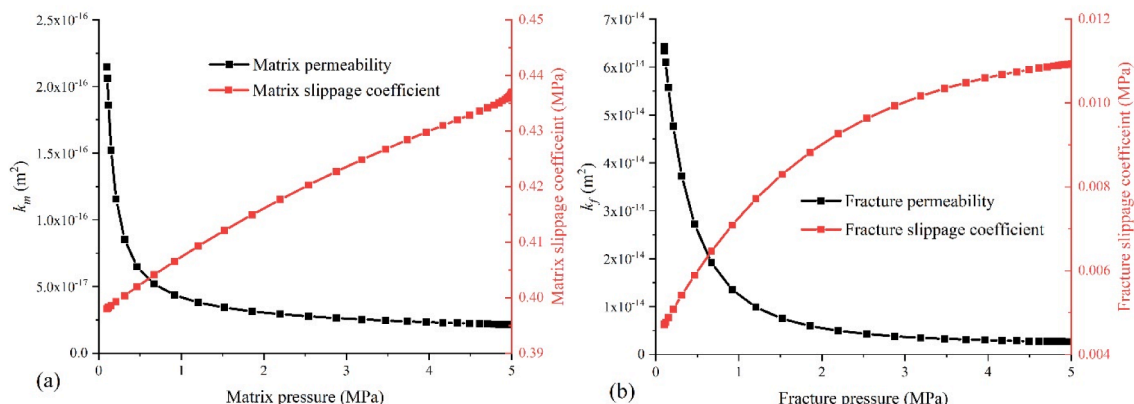 2.5x10⁻¹⁶
2.0x10⁻¹⁶
1.5x10⁻¹⁶
1.0x10⁻¹⁶
5.0x10⁻¹⁷
0.0
kₘ (m²)
Matrix permeability
Matrix slippage coefficient
0.45
0.44
0.43
0.42
0.41
0.40
0.39
Matrix slippage coefficeint (MPa)
0 1 2 3 4 5
(a)
Matrix pressure (MPa)
7x10⁻¹⁴
6x10⁻¹⁴
5x10⁻¹⁴
4x10⁻¹⁴
3x10⁻¹⁴
2x10⁻¹⁴
1x10⁻¹⁴
0
k_f (m²)
Fracture permeability
Fracture slippage coefficient
0.012
0.010
0.008
0.006
0.004
Fracture slippage coefficeint (MPa)
0 1 2 3 4 5
(b)
Fracture pressure (MPa)